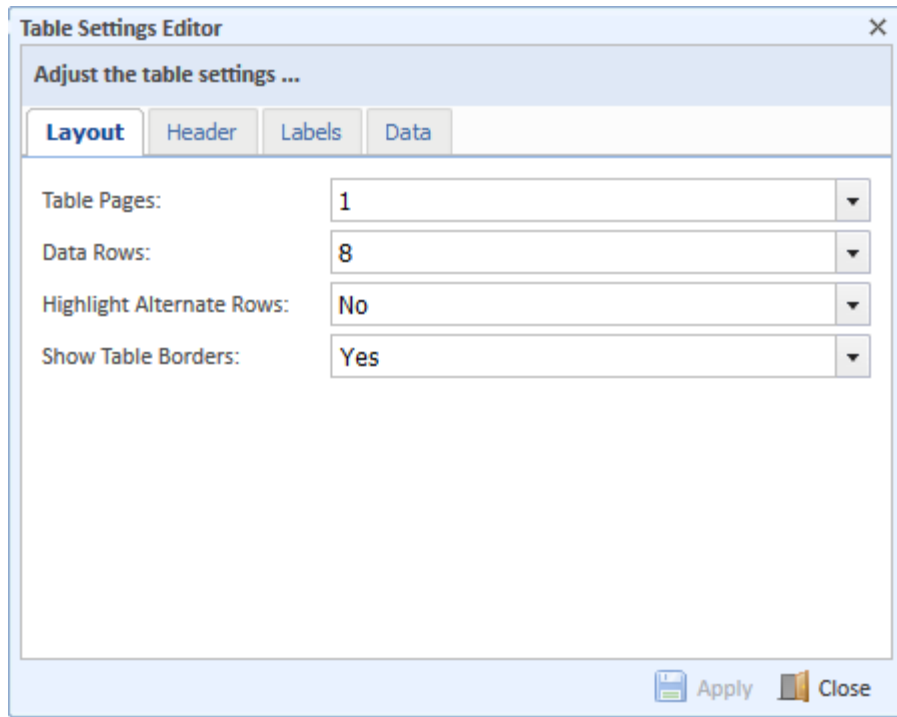 Table Settings Editor
Adjust the table settings ...
Layout Header Labels Data
Table Pages: 1
Data Rows: 8
Highlight Alternate Rows: No
Show Table Borders: Yes
Apply Close